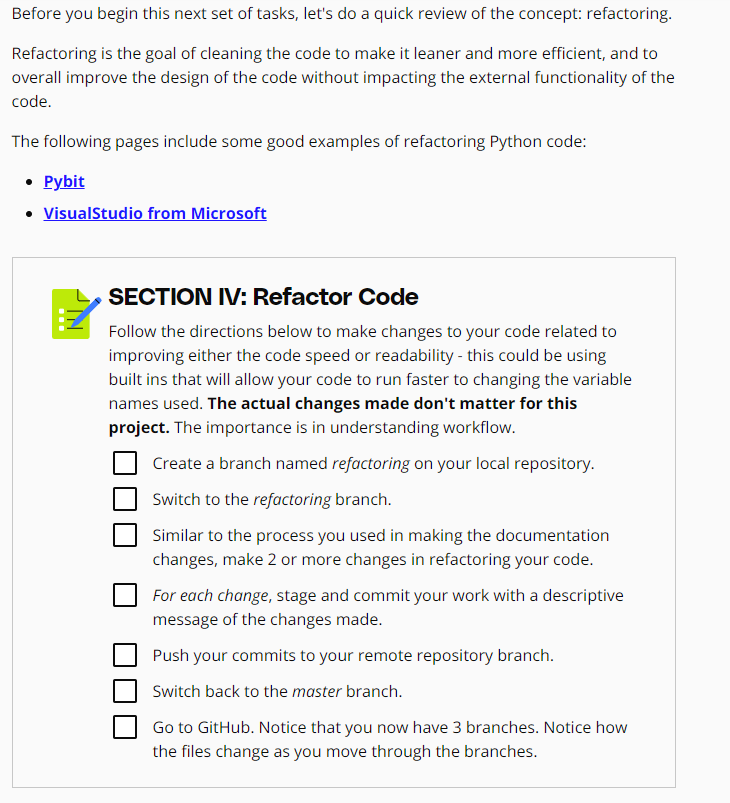 Before you begin this next set of tasks, let's do a quick review of the concept: refactoring.
Refactoring is the goal of cleaning the code to make it leaner and more efficient, and to
overall improve the design of the code without impacting the external functionality of the
code.
The following pages include some good examples of refactoring Python code:
Pybit
VisualStudio from Microsoft
SECTION IV: Refactor Code
Follow the directions below to make changes to your code related to
improving either the code speed or readability - this could be using
built ins that will allow your code to run faster to changing the variable
names used. The actual changes made don't matter for this
project. The importance is in understanding workflow.
Create a branch named refactoring on your local repository.
Switch to the refactoring branch.
Similar to the process you used in making the documentation
changes, make 2 or more changes in refactoring your code.
For each change, stage and commit your work with a descriptive
message of the changes made.
Push your commits to your remote repository branch.
Switch back to the master branch.
Go to GitHub. Notice that you now have 3 branches. Notice how
the files change as you move through the branches.